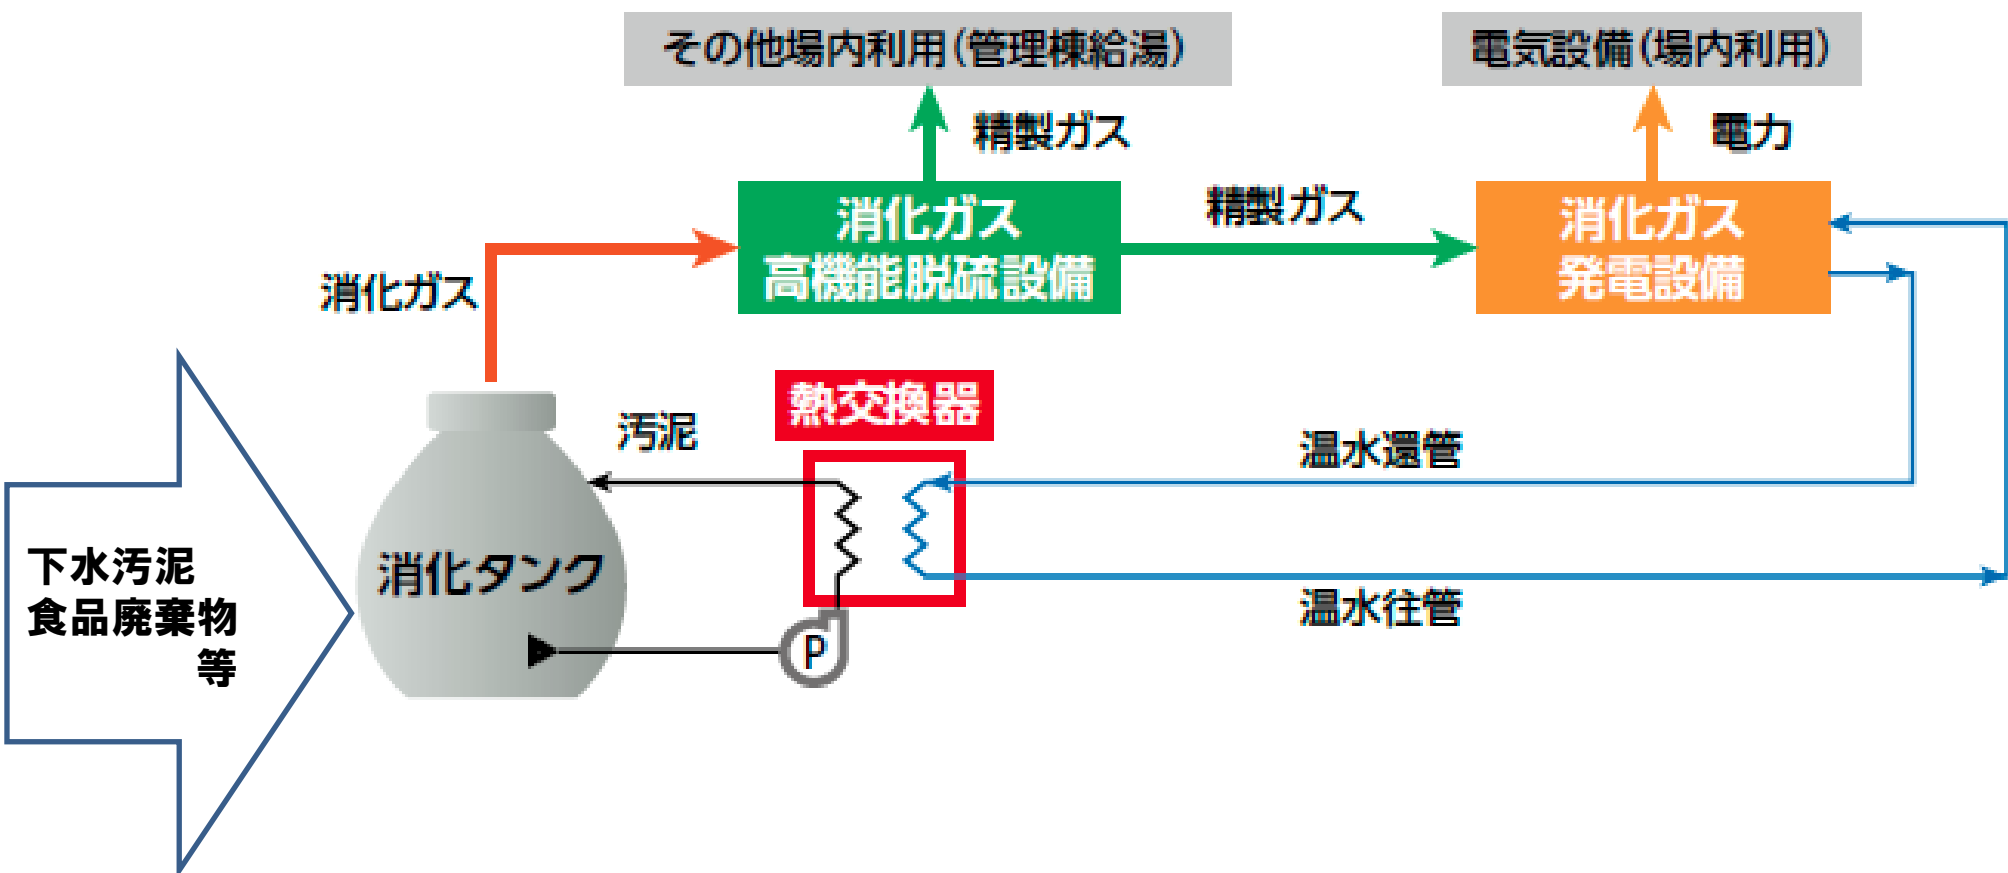 その他場内利用(管理棟給湯)
電気設備(場内利用)
精製ガス
電力
消化ガス
高機能脱硫設備
精製ガス
消化ガス
発電設備
消化ガス
熱交換器
汚泥
温水還管
下水汚泥
食品廃棄物
等
消化タンク
温水往管
P